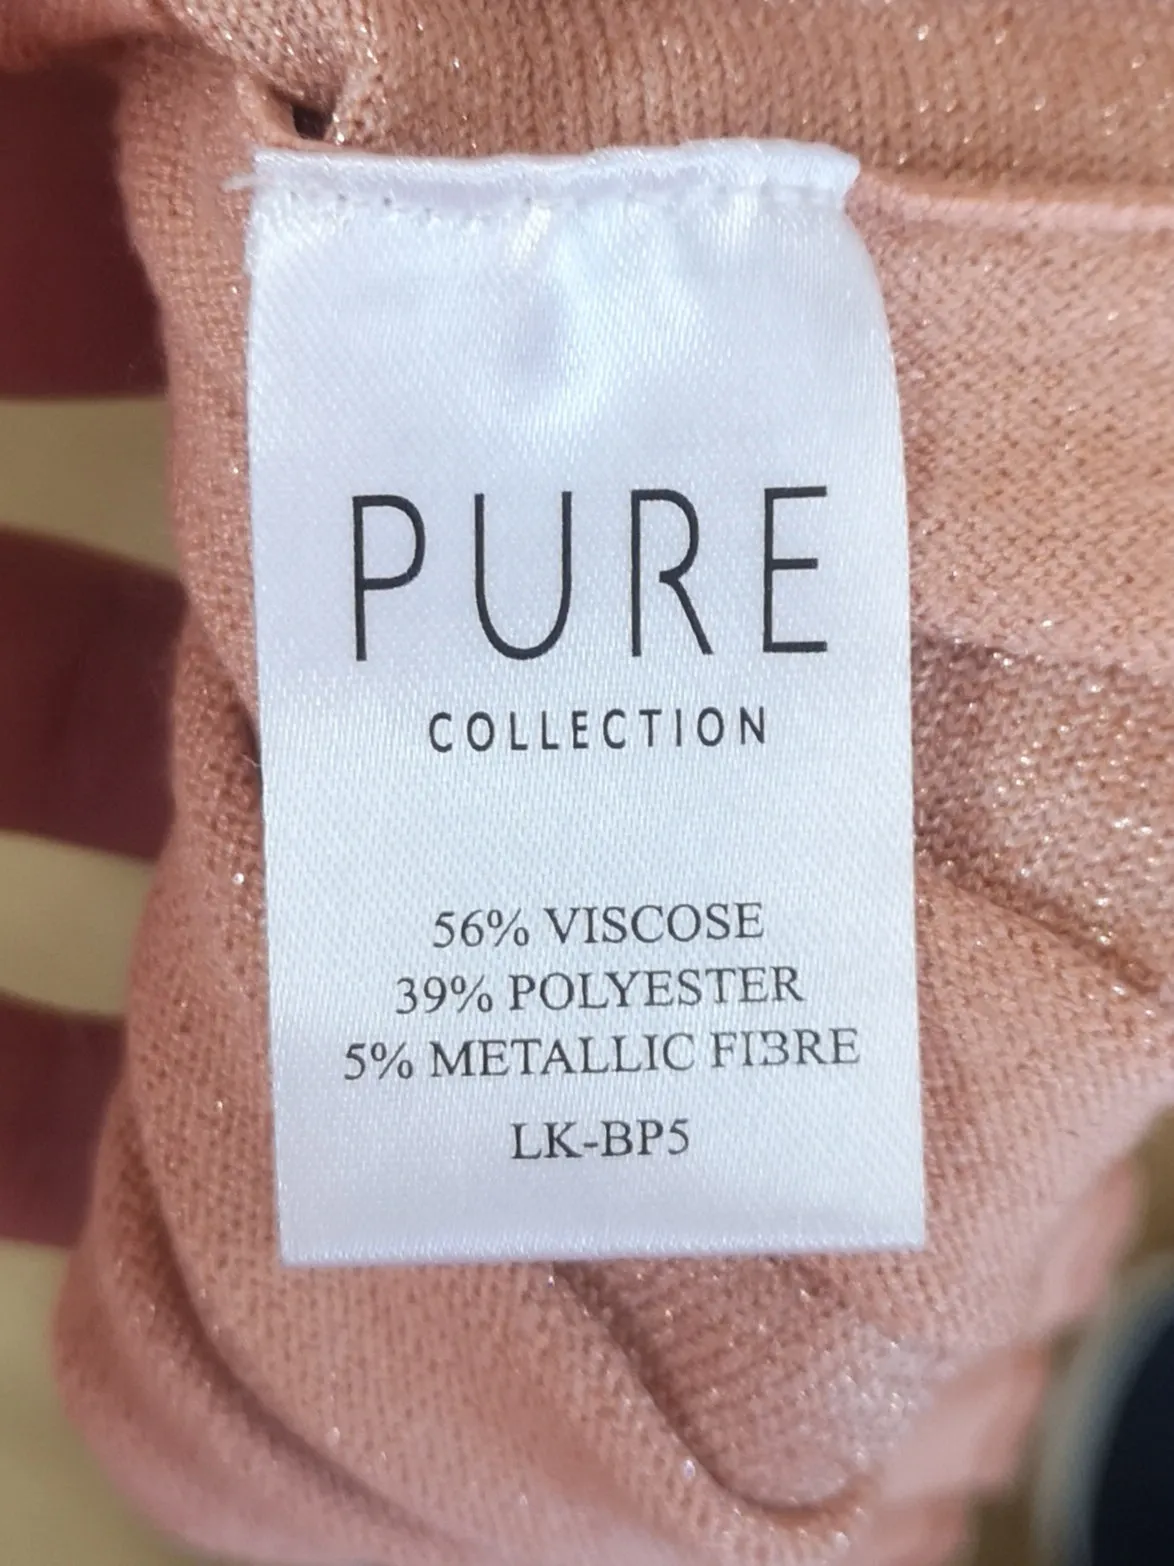 PURE
COLLECTION
56% VISCOSE
39% POLYESTER
5% METALLIC FIBRE
LK-BP5